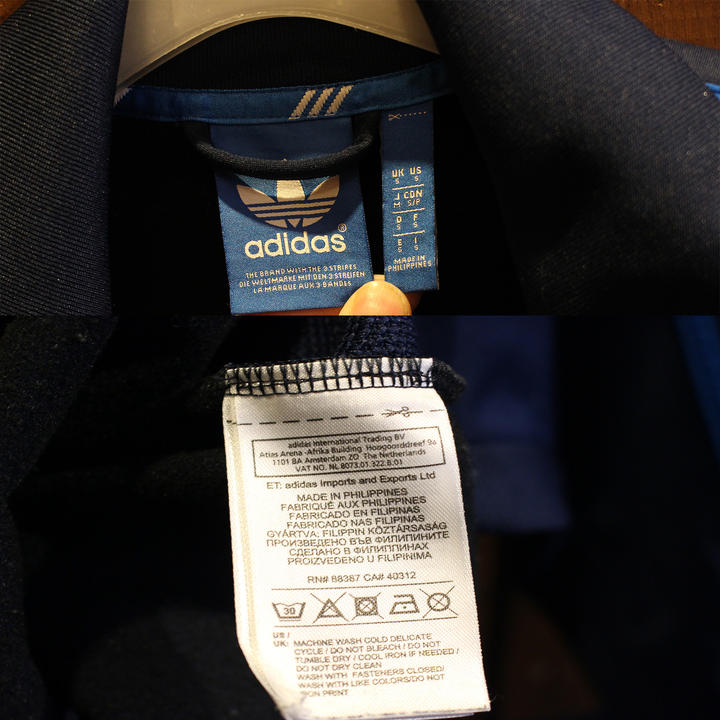 adidas®
THE BRAND WITH THE 3 STRIPES
DIE WELTMARKE MIT DEN 3 STREIFEN
LA MARQUE AUX 3 BANDES
UK US
S S
J CDN
M S/P
D F
S S
E I
S S
MADE IN
PHILIPPINES
adidas International Trading BV
Atlas Arena -Afrika Building Hoogoorddreef 9a
1101 BA Amsterdam ZO The Netherlands
VAT NO. NL 8073.01.322.B.01
ET: adidas Imports and Exports Ltd
MADE IN PHILIPPINES
FABRIQUÉ AUX PHILIPPINES
FABRICADO EN FILIPINAS
FABRICADO NAS FILIPINAS
GYÁRTVA; FILIPPIN KÖZTÁRSASÁG
ПРОИЗВЕДЕНО ВЪВ ФИЛИПИНИТЕ
СДЕЛАНО В ФИЛИППИНАХ
PROIZVEDENO U FILIPINIMA
RN# 88387 CA# 40312
30
US /
UK: MACHINE WASH COLD DELICATE
CYCLE / DO NOT BLEACH / DO NOT
TUMBLE DRY / COOL IRON IF NEEDED /
DO NOT DRY CLEAN
WASH WITH FASTENERS CLOSED/
WASH WITH LIKE COLORS/DO NOT
IRON PRINT